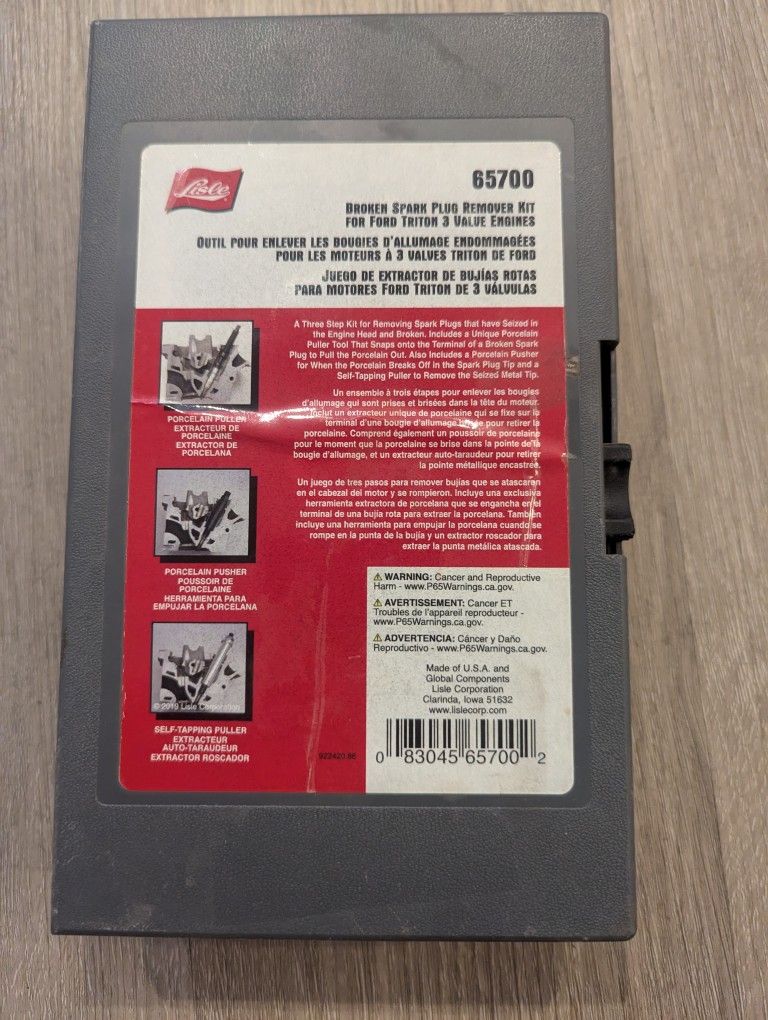 Lisle
65700
BROKEN SPARK PLUG REMOVER KIT
FOR FORD TRITON 3 VALUE ENGINES
OUTIL POUR ENLEVER LES BOUGIES D'ALLUMAGE ENDOMMAGÉES
POUR LES MOTEURS À 3 VALVES TRITON DE FORD
JUEGO DE EXTRACTOR DE BUJÍAS ROTAS
PARA MOTORES FORD TRITON DE 3 VÁLVULAS
A Three Step Kit for Removing Spark Plugs that have Seized in
the Engine Head and Broken. Includes a Unique Porcelain
Puller Tool That Snaps onto the Terminal of a Broken Spark
Plug to Pull the Porcelain Out. Also Includes a Porcelain Pusher
for When the Porcelain Breaks Off in the Spark Plug Tip and a
Self-Tapping Puller to Remove the Seized Metal Tip.
Un ensemble à trois étapes pour enlever les bougies
d'allumage qui sont prises et brisées dans la tête du moteur.
Inclut un extracteur unique de porcelaine qui se fixe sur la
terminal d'une bougie d'allumage brisée pour retirer la
porcelaine. Comprend également un poussoir de porcelaine
pour le moment que la porcelaine se brise dans la pointe de la
bougie d'allumage, et un extracteur auto-taraudeur pour retirer
la pointe métallique encastrée.
Un juego de tres pasos para remover bujías que se atascaron
en el cabezal del motor y se rompieron. Incluye una exclusiva
herramienta extractora de porcelana que se engancha en el
terminal de una bujía rota para extraer la porcelana. También
incluye una herramienta para empujar la porcelana cuando se
rompe en la punta de la bujía y un extractor roscador para
extraer la punta metálica atascada.
PORCELAIN PULLER
EXTRACTEUR DE
PORCELAINE
EXTRACTOR DE
PORCELANA
PORCELAIN PUSHER
POUSSOIR DE
PORCELAINE
HERRAMIENTA PARA
EMPUJAR LA PORCELANA
© 2019 Lisle Corporation
SELF-TAPPING PULLER
EXTRACTEUR
AUTO-TARAUDEUR
EXTRACTOR ROSCADOR
922420.86
⚠ WARNING: Cancer and Reproductive
Harm - www.P65Warnings.ca.gov.
⚠ AVERTISSEMENT: Cancer ET
Troubles de l'appareil reproducteur -
www.P65Warnings.ca.gov.
⚠ ADVERTENCIA: Cáncer y Daño
Reproductivo - www.P65Warnings.ca.gov.
Made of U.S.A. and
Global Components
Lisle Corporation
Clarinda, Iowa 51632
www.lislecorp.com
0 83045 65700 2